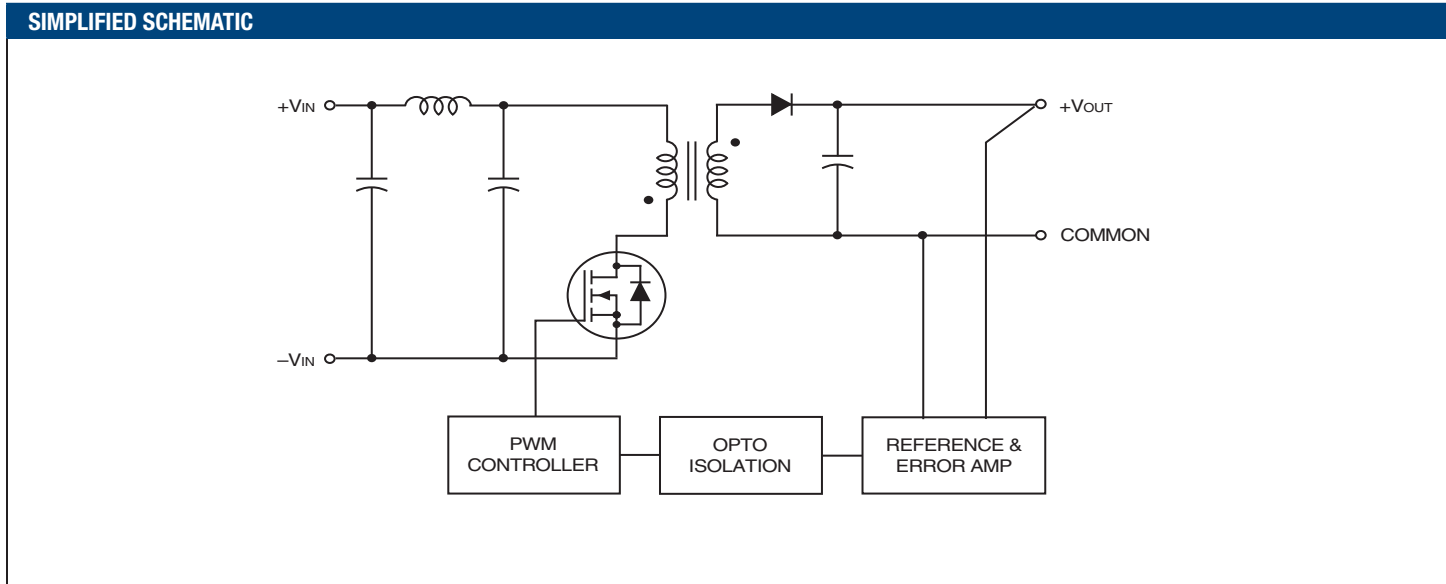 SIMPLIFIED SCHEMATIC
+VIN
+VOUT
COMMON
–VIN
PWM
CONTROLLER
OPTO
ISOLATION
REFERENCE &
ERROR AMP